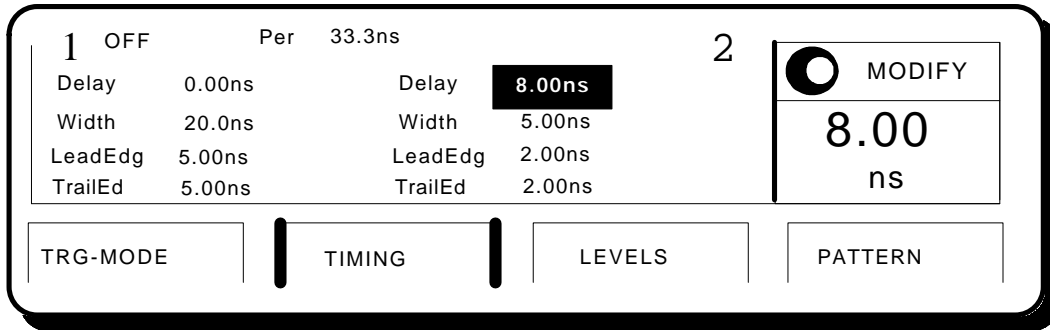 1 OFF Per 33.3ns 2
Delay 0.00ns Delay 8.00ns
Width 20.0ns Width 5.00ns
LeadEdg 5.00ns LeadEdg 2.00ns
TrailEd 5.00ns TrailEd 2.00ns
MODIFY
8.00
ns
TRG-MODE TIMING LEVELS PATTERN